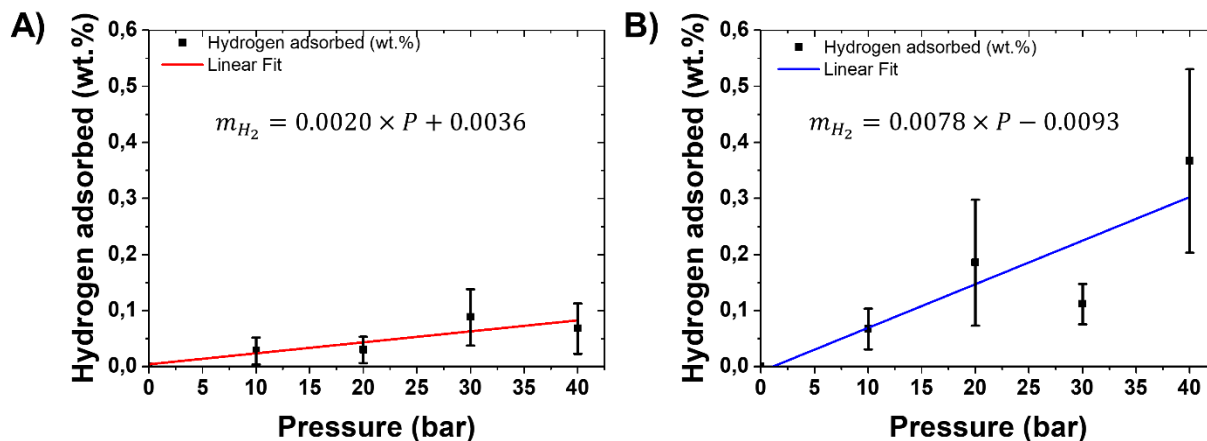 A)
Hydrogen adsorbed (wt.%)
0,6
0,5
0,4
0,3
0,2
0,1
0,0
Hydrogen adsorbed (wt.%)
Linear Fit
m_{H_2} = 0.0020 × P + 0.0036
0 5 10 15 20 25 30 35 40
Pressure (bar)
B)
Hydrogen adsorbed (wt.%)
0,6
0,5
0,4
0,3
0,2
0,1
0,0
Hydrogen adsorbed (wt.%)
Linear Fit
m_{H_2} = 0.0078 × P − 0.0093
0 5 10 15 20 25 30 35 40
Pressure (bar)